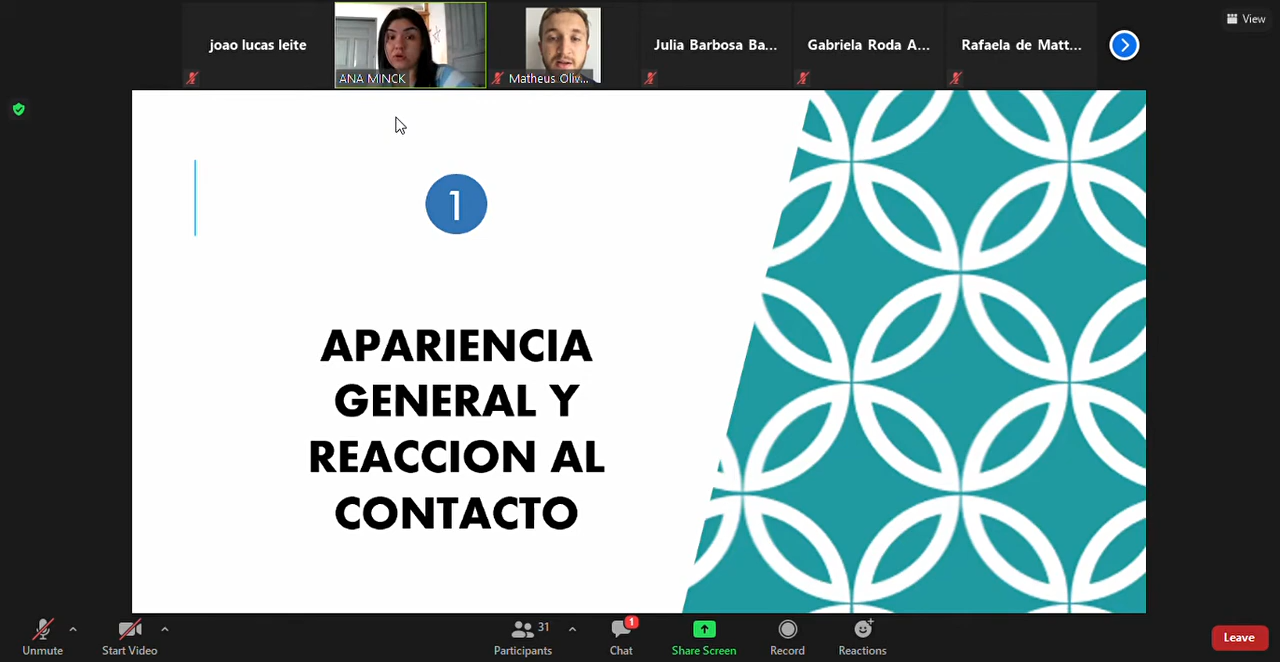 joao lucas leite
ANA MINCK
Matheus Oliv...
Julia Barbosa Ba...
Gabriela Roda A...
Rafaela de Matt...
View
1
APARIENCIA
GENERAL Y
REACCION AL
CONTACTO
Unmute
Start Video
Participants
31
Chat
1
Share Screen
Record
Reactions
Leave